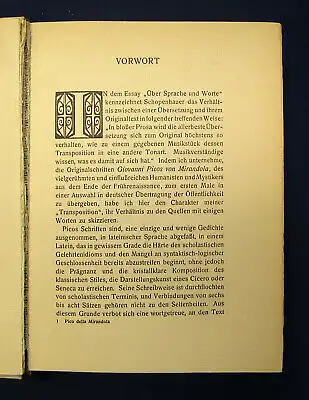 VORWORT
IN dem Essay „Über Sprache und Worte“
kennzeichnet Schopenhauer das Verhält-
nis zwischen einer Übersetzung und ihrem
Originaltext in folgender treffenden Weise:
„In bloßer Prosa wird die allerbeste Über-
setzung sich zum Original höchstens so
verhalten, wie zu einem gegebenen Musikstück dessen
Transposition in eine andere Tonart. Musikverständige
wissen, was es damit auf sich hat.“ Indem ich unternehme,
die Originalschriften Giovanni Picos von Mirandola, des
vielgerühmten und einflußreichen Humanisten und Mystikers
aus dem Ende der Frührenaissance, zum ersten Male in
einer Auswahl in deutscher Übertragung der Öffentlichkeit
zu übergeben, habe ich hier den Charakter meiner
„Transposition“, ihr Verhältnis zu den Quellen mit einigen
Worten zu skizzieren.
Picos Schriften sind, eine einzige und wenige Gedichte
ausgenommen, in lateinischer Sprache abgefaßt, in einem
Latein, das in gewissem Grade die Härte des scholastischen
Gelehrtenidioms und den Mangel an syntaktisch-logischer
Geschlossenheit bereits abzustreifen beginnt, ohne jedoch
die Prägnanz und die kristallklare Komposition des
klassischen Stiles, die Darstellungskunst eines Cicero oder
Seneca zu erreichen. Seine Schreibweise ist durchflochten
von scholastischen Terminis, und Verbindungen von sechs
bis acht Sätzen gehören nicht zu den Seltenheiten. Aus
diesem Grunde verbot sich eine wortgetreue, an den Text
1 Pico della Mirandola